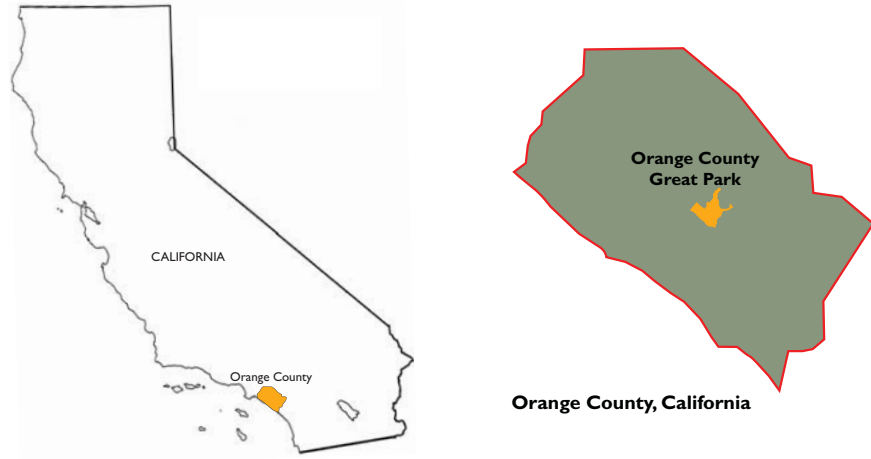 CALIFORNIA
Orange County
Orange County
Great Park
Orange County, California